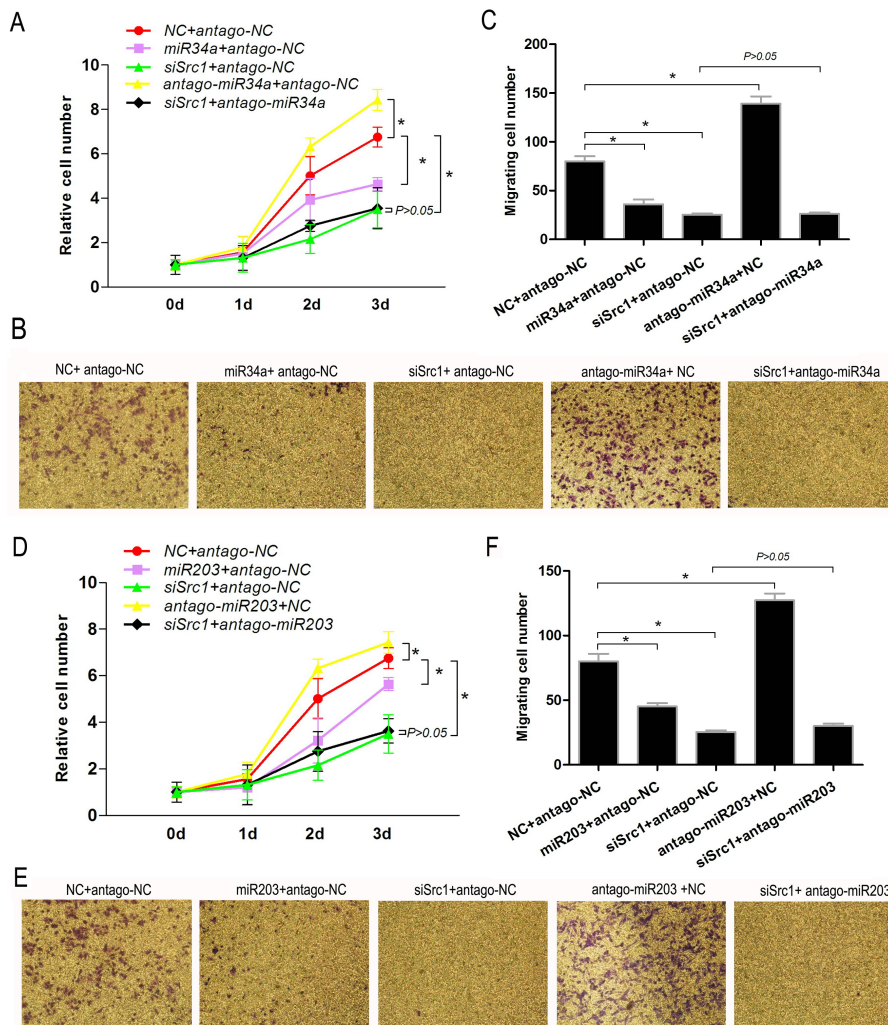 A
NC+antago-NC
miR34a+antago-NC
siSrc1+antago-NC
antago-miR34a+antago-NC
siSrc1+antago-miR34a
Relative cell number
10
8
6
4
2
0
0d 1d 2d 3d
*
*
*
P>0.05
C
Migrating cell number
200
150
100
50
0
P>0.05
*
*
*
NC+antago-NC
miR34a+antago-NC
siSrc1+antago-NC
antago-miR34a+NC
siSrc1+antago-miR34a
B
NC+ antago-NC
miR34a+ antago-NC
siSrc1+ antago-NC
antago-miR34a+ NC
siSrc1+antago-miR34a
D
NC+antago-NC
miR203+antago-NC
siSrc1+antago-NC
antago-miR203+NC
siSrc1+antago-miR203
Relative cell number
10
8
6
4
2
0
0d 1d 2d 3d
*
*
*
P>0.05
F
Migrating cell number
150
100
50
0
P>0.05
*
*
*
NC+antago-NC
miR203+antago-NC
siSrc1+antago-NC
antago-miR203+NC
siSrc1+antago-miR203
E
NC+antago-NC
miR203+antago-NC
siSrc1+antago-NC
antago-miR203 +NC
siSrc1+ antago-miR203